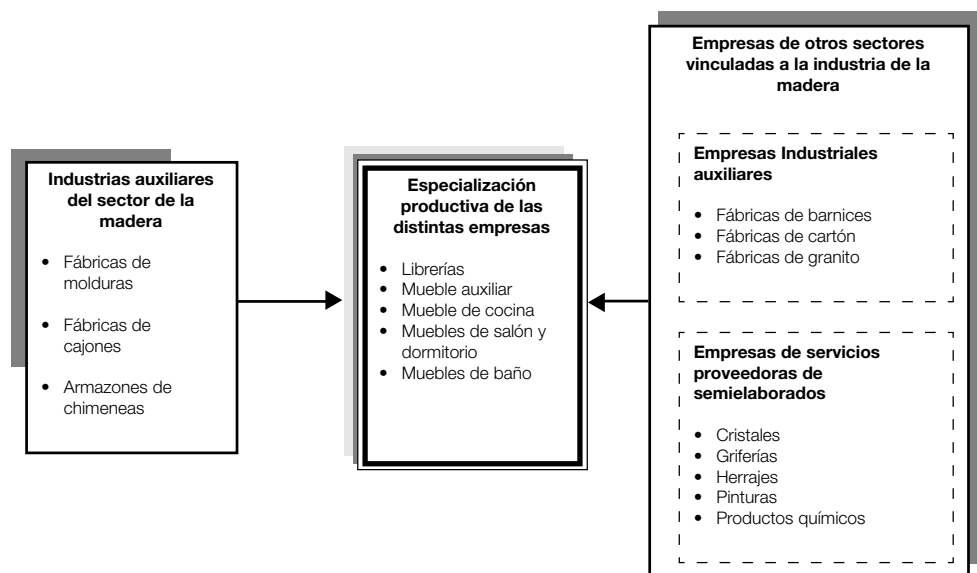 Industrias auxiliares
del sector de la
madera
• Fábricas de
molduras
• Fábricas de
cajones
• Armazones de
chimeneas
Especialización
productiva de las
distintas empresas
• Librerías
• Mueble auxiliar
• Mueble de cocina
• Muebles de salón y
dormitorio
• Muebles de baño
Empresas de otros sectores
vinculadas a la industria de la
madera
Empresas Industriales
auxiliares
• Fábricas de barnices
• Fábricas de cartón
• Fábricas de granito
Empresas de servicios
proveedoras de
semielaborados
• Cristales
• Griferías
• Herrajes
• Pinturas
• Productos químicos